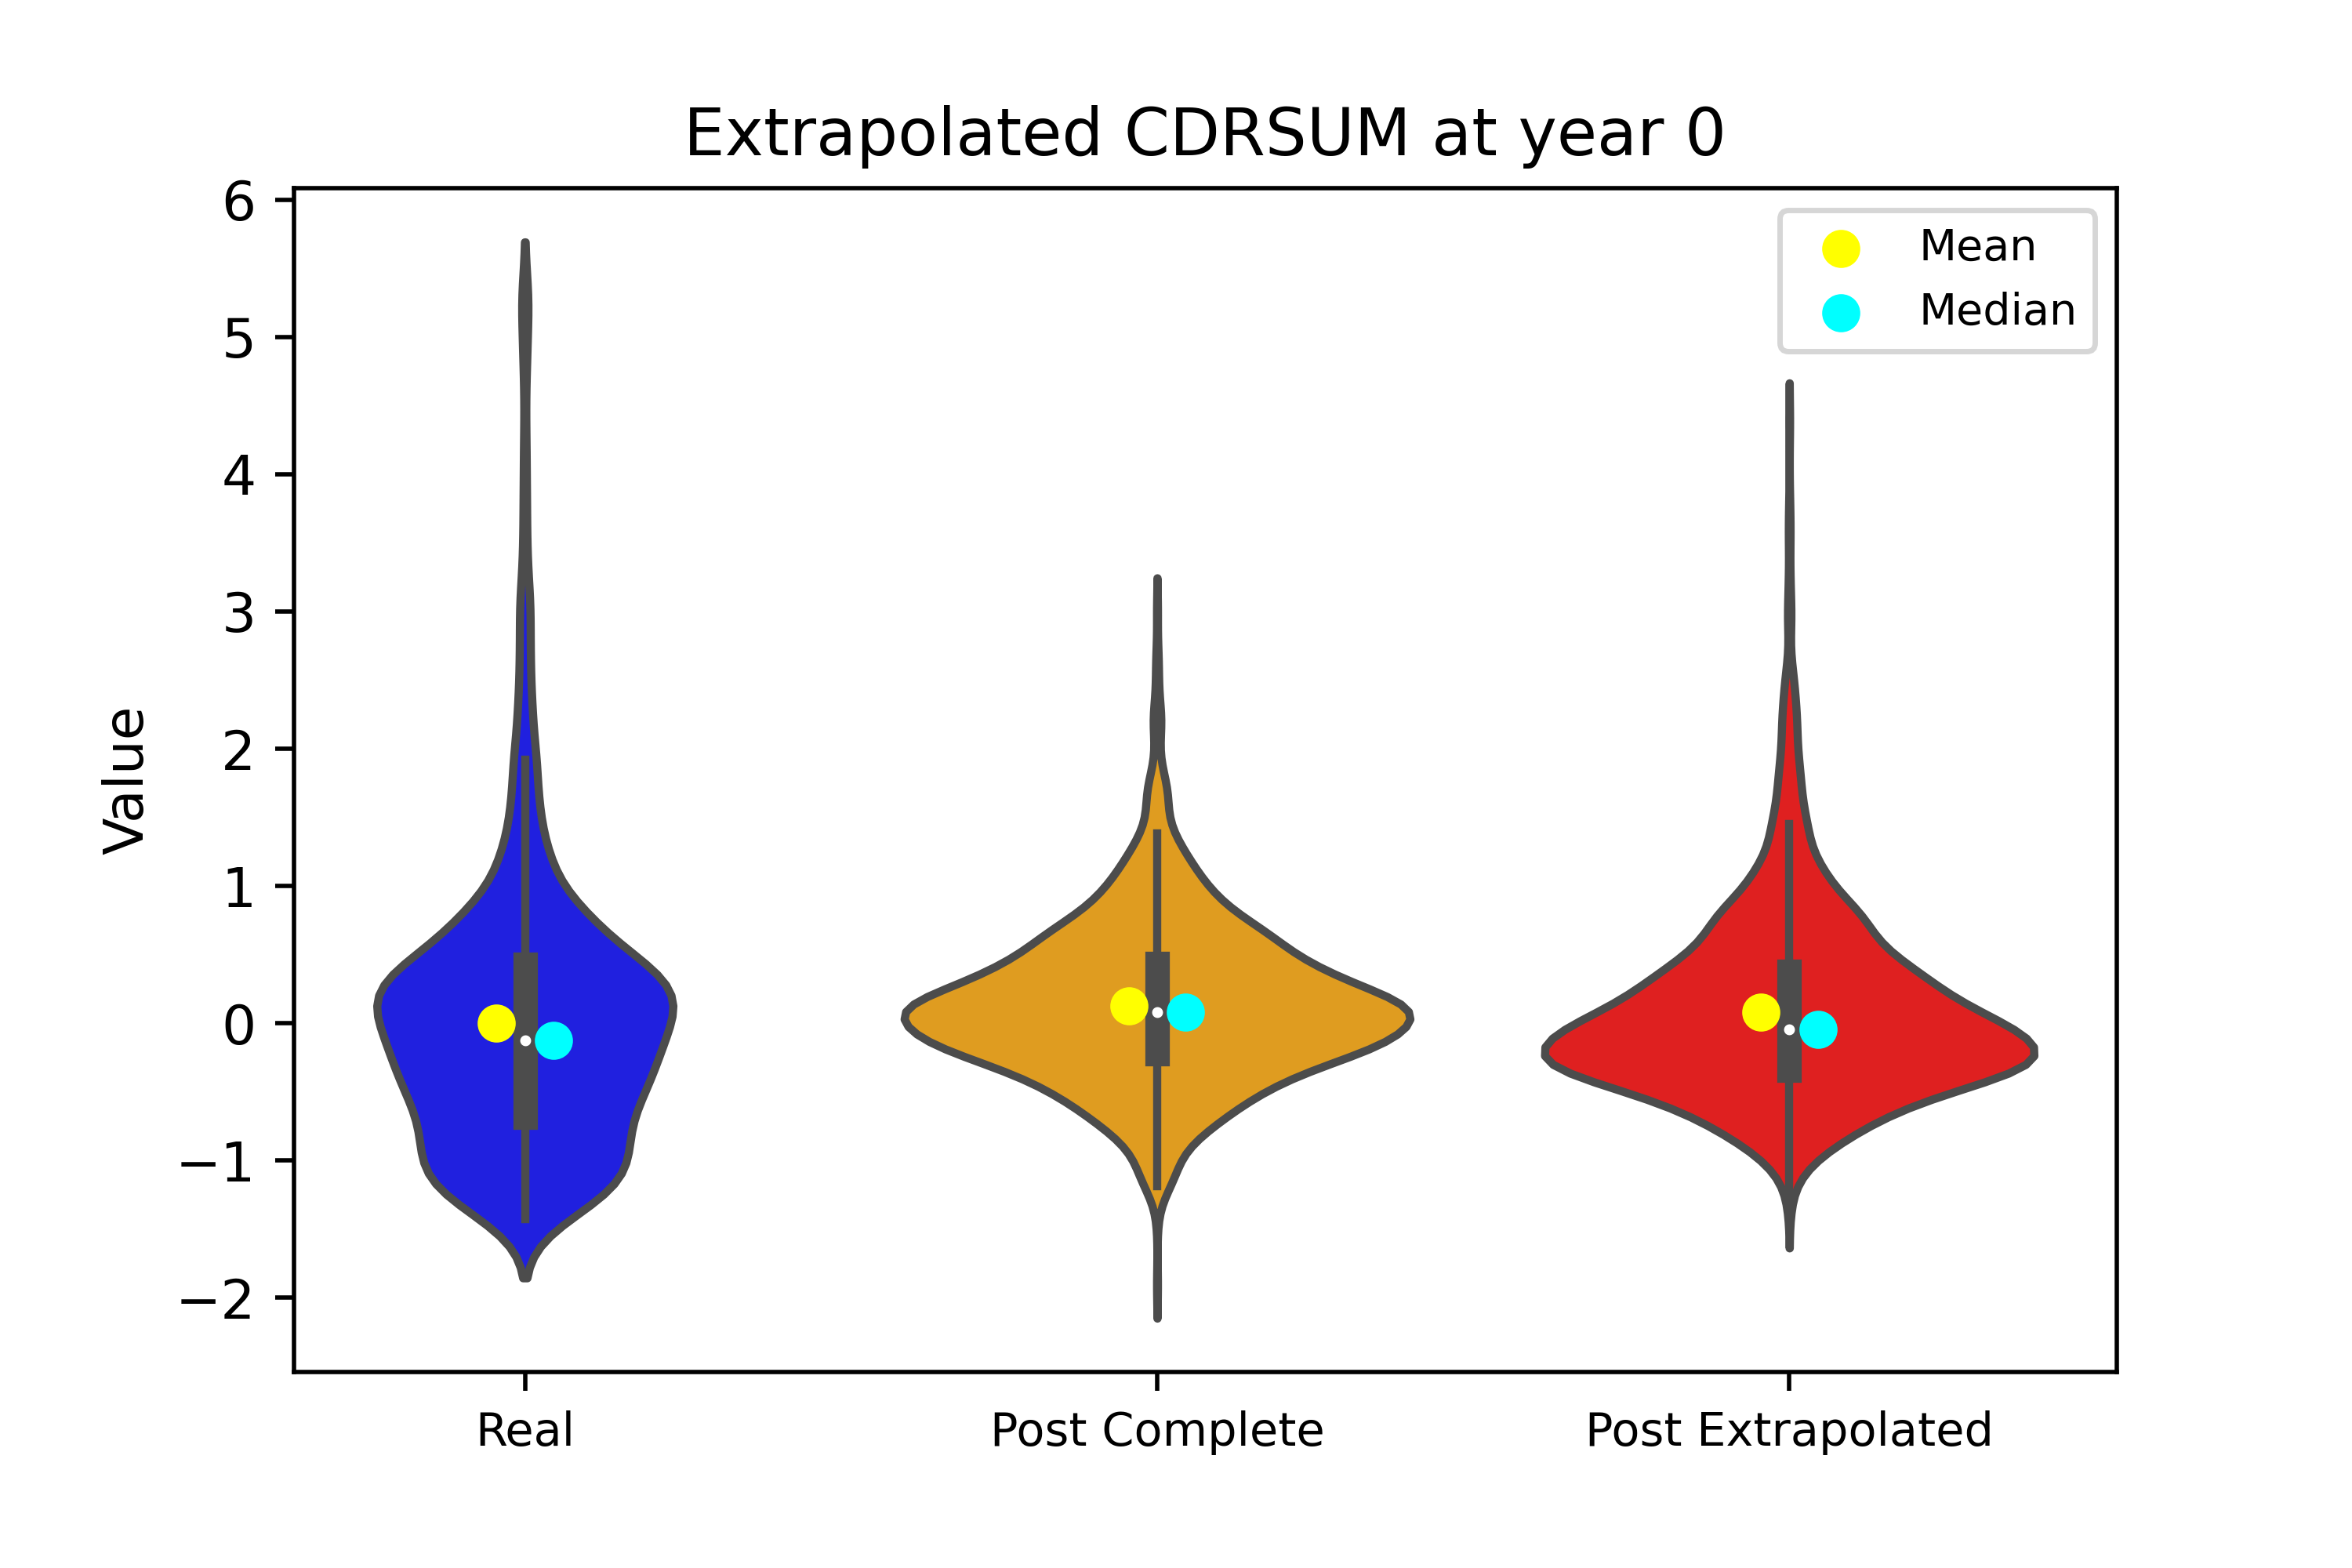 Extrapolated CDRSUM at year 0
6
5
4
3
2
1
0
−1
−2
Value
Mean
Median
Real
Post Complete
Post Extrapolated